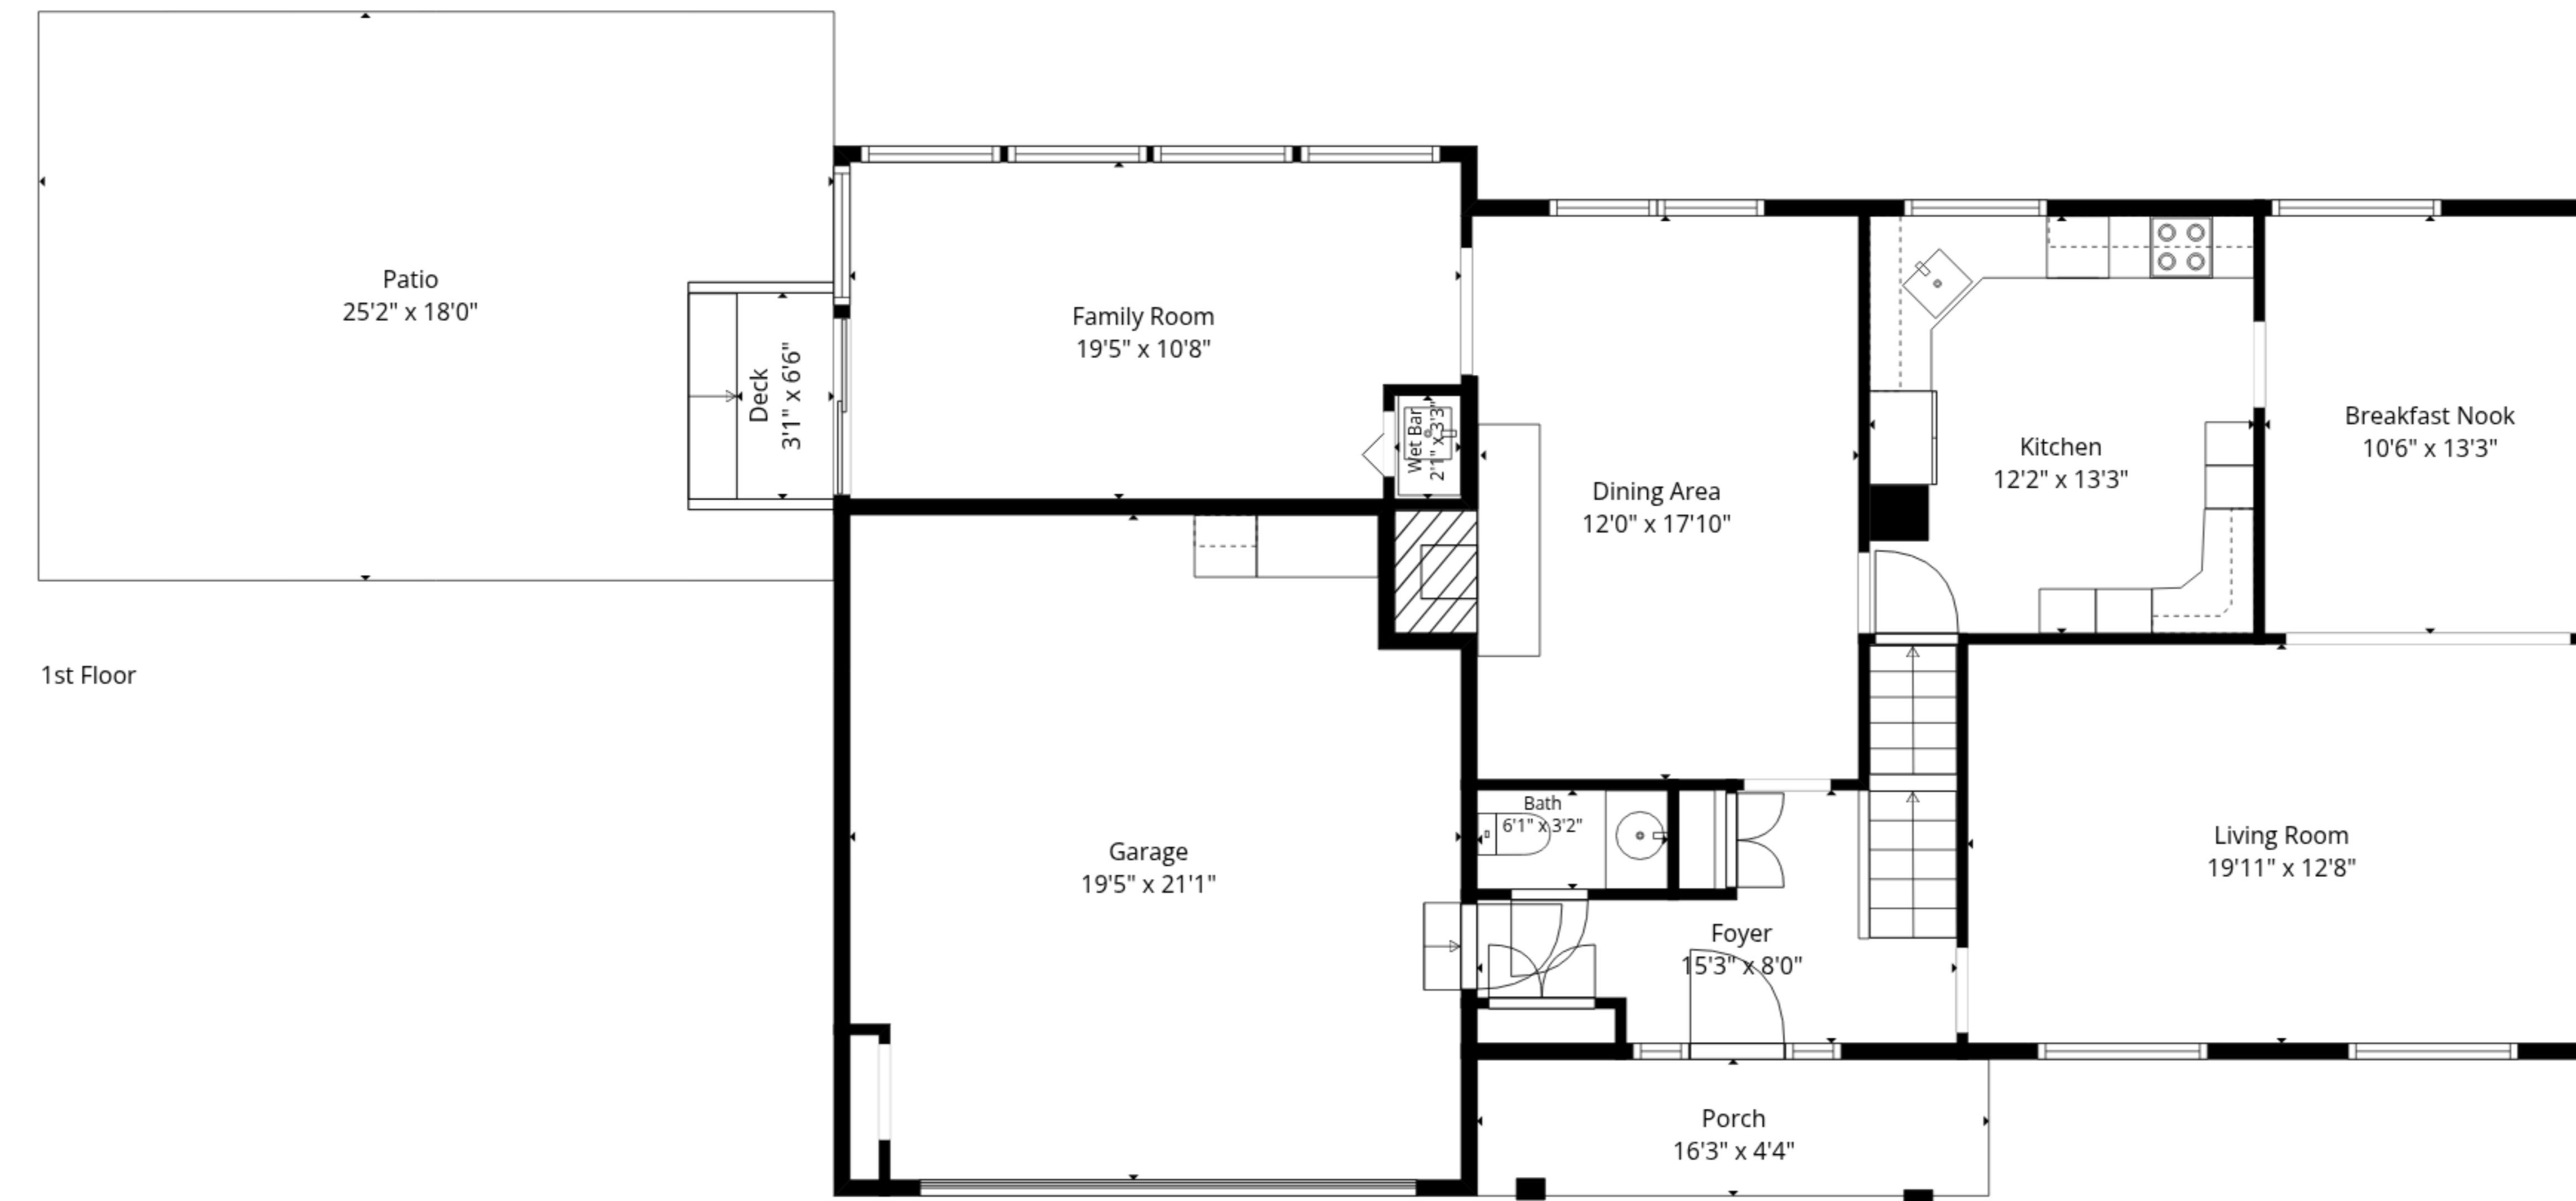 Patio
25'2" x 18'0"
Deck
3'1" x 6'6"
Family Room
19'5" x 10'8"
Wet Bar
2'1" x 3'3"
Dining Area
12'0" x 17'10"
Kitchen
12'2" x 13'3"
Breakfast Nook
10'6" x 13'3"
1st Floor
Garage
19'5" x 21'1"
Bath
6'1" x 3'2"
Foyer
15'3" x 8'0"
Living Room
19'11" x 12'8"
Porch
16'3" x 4'4"